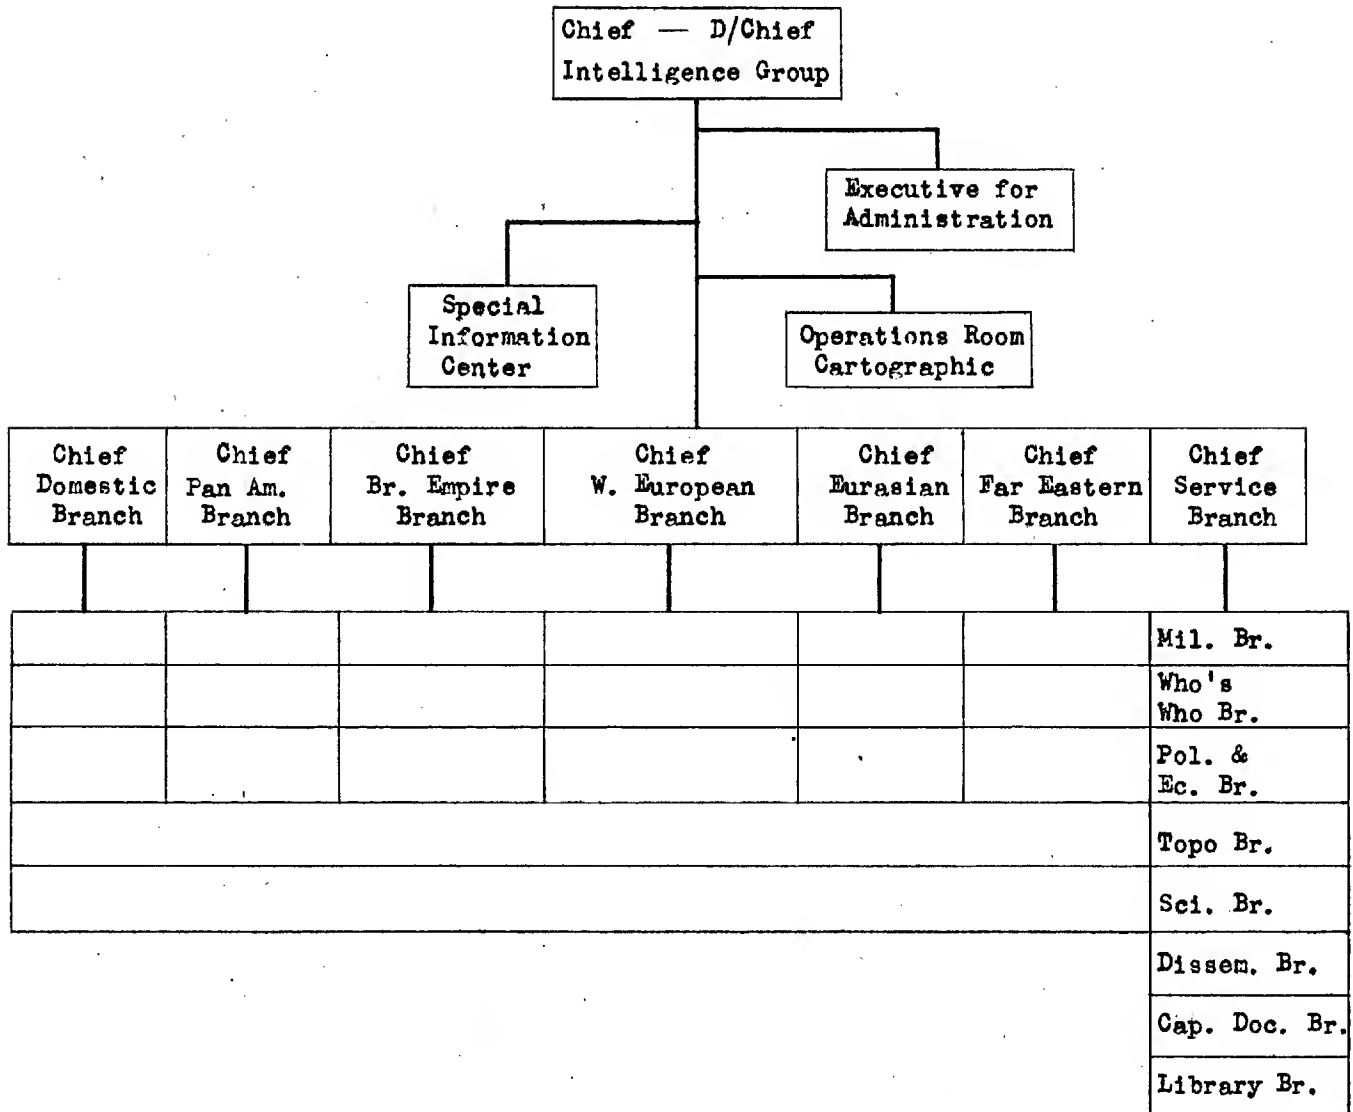 Chief — D/Chief
Intelligence Group
Executive for
Administration
Special
Information
Center
Operations Room
Cartographic
Chief
Domestic
Branch
Chief
Pan Am.
Branch
Chief
Br. Empire
Branch
Chief
W. European
Branch
Chief
Eurasian
Branch
Chief
Far Eastern
Branch
Chief
Service
Branch
Mil. Br.
Who's
Who Br.
Pol. &
Ec. Br.
Topo Br.
Sci. Br.
Dissem. Br.
Cap. Doc. Br.
Library Br.